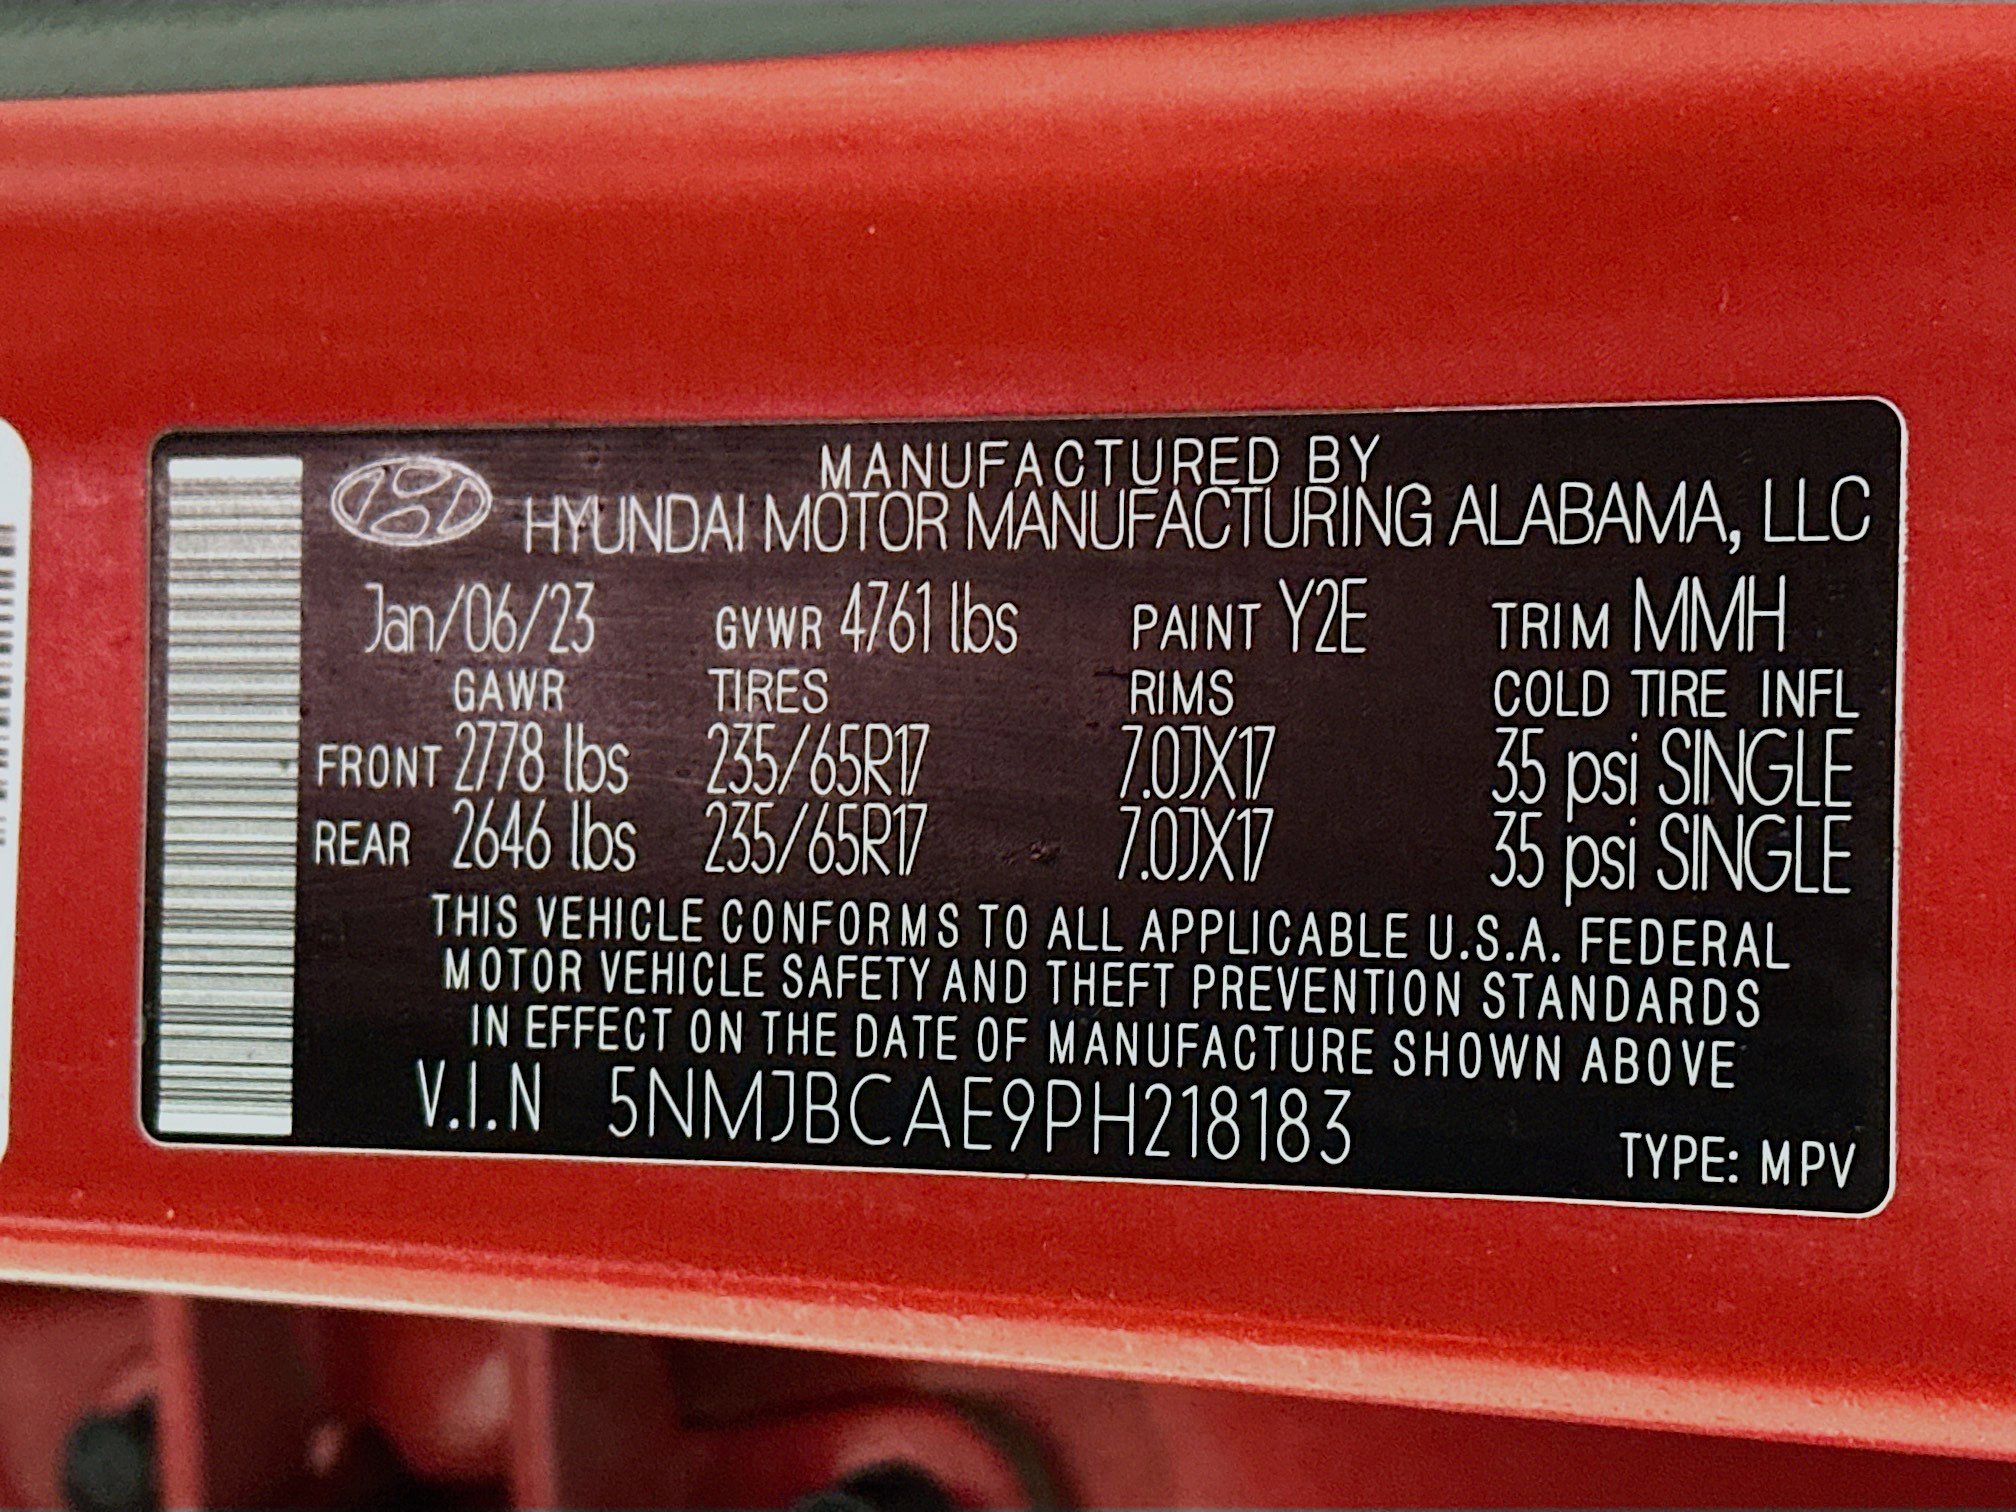 MANUFACTURED BY
HYUNDAI MOTOR MANUFACTURING ALABAMA, LLC
Jan/06/23 GVWR 4761 lbs PAINT Y2E TRIM MMH
GAWR TIRES RIMS COLD TIRE INFL
FRONT 2778 lbs 235/65R17 7.0JX17 35 psi SINGLE
REAR 2646 lbs 235/65R17 7.0JX17 35 psi SINGLE
THIS VEHICLE CONFORMS TO ALL APPLICABLE U.S.A. FEDERAL
MOTOR VEHICLE SAFETY AND THEFT PREVENTION STANDARDS
IN EFFECT ON THE DATE OF MANUFACTURE SHOWN ABOVE
V.I.N 5NMJBCAE9PH218183
TYPE: MPV